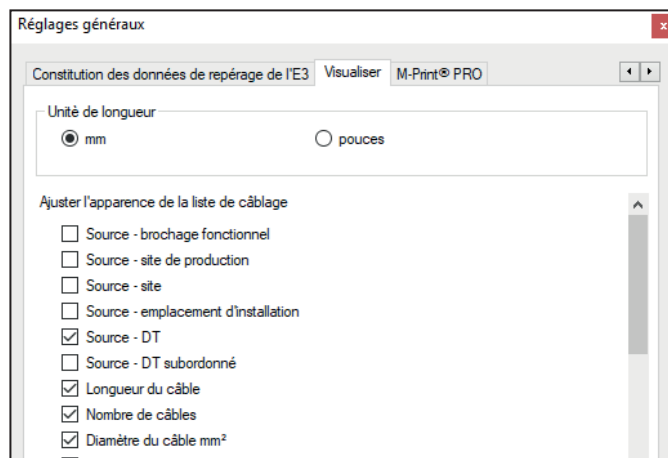 Réglages généraux
x
Constitution des données de repérage de l'E3 Visualiser M-Print® PRO
Unitè de longueur
mm pouces
Ajuster l'apparence de la liste de câblage
Source - brochage fonctionnel
Source - site de production
Source - site
Source - emplacement d'installation
Source - DT
Source - DT subordonné
Longueur du câble
Nombre de câbles
Diamètre du câble mm²